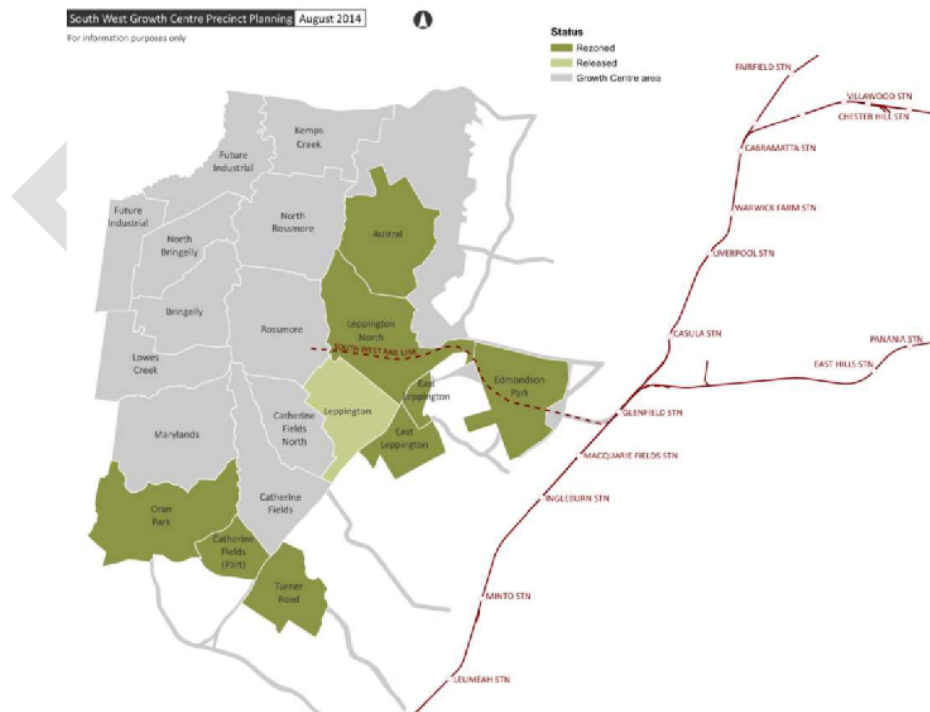 South West Growth Centre Precinct Planning August 2014
For information purposes only
Status
Rezoned
Released
Growth Centre area
FAIRFIELD STN
VILLAWOOD STN
CHESTER HILL STN
CABRAMATTA STN
Kemps
Creek
Future
Industrial
Future
Industrial
North
Rossmore
Austral
WARWICK FARM STN
North
Bringelly
LIVERPOOL STN
Bringelly
Rossmore
Leppington
North
SOUTH WEST RAIL LINK
CASULA STN
PANANIA STN
EAST HILLS STN
Lowes
Creek
East
Leppington
Edmondson
Park
Leppington
GLENFIELD STN
Marylands
Catherine
Fields
North
East
Leppington
MACQUARIE FIELDS STN
INGLEBURN STN
Catherine
Fields
Oran
Park
Catherine
Fields
(Part)
Turner
Road
MINTO STN
LEUMEAH STN